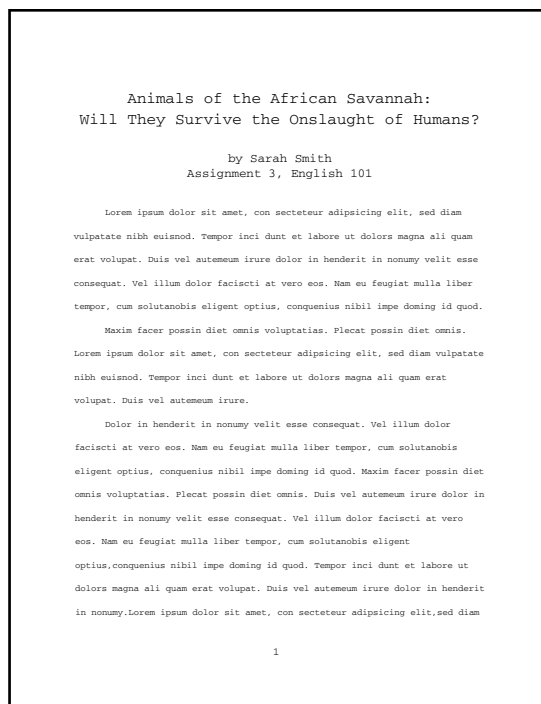 Animals of the African Savannah:
Will They Survive the Onslaught of Humans?
by Sarah Smith
Assignment 3, English 101
Lorem ipsum dolor sit amet, con secteteur adipsicing elit, sed diam
vulpatate nibh euisnod. Tempor inci dunt et labore ut dolors magna ali quam
erat volupat. Duis vel autemeum irure dolor in henderit in nonumy velit esse
consequat. Vel illum dolor faciscti at vero eos. Nam eu feugiat mulla liber
tempor, cum solutanobis eligent optius, conquenius nibil impe doming id quod.
Maxim facer possin diet omnis voluptatias. Plecat possin diet omnis.
Lorem ipsum dolor sit amet, con secteteur adipsicing elit, sed diam vulpatate
nibh euisnod. Tempor inci dunt et labore ut dolors magna ali quam erat
volupat. Duis vel autemeum irure.
Dolor in henderit in nonumy velit esse consequat. Vel illum dolor
faciscti at vero eos. Nam eu feugiat mulla liber tempor, cum solutanobis
eligent optius, conquenius nibil impe doming id quod. Maxim facer possin diet
omnis voluptatias. Plecat possin diet omnis. Duis vel autemeum irure dolor in
henderit in nonumy velit esse consequat. Vel illum dolor faciscti at vero
eos. Nam eu feugiat mulla liber tempor, cum solutanobis eligent
optius,conquenius nibil impe doming id quod. Tempor inci dunt et labore ut
dolors magna ali quam erat volupat. Duis vel autemeum irure dolor in henderit
in nonumy.Lorem ipsum dolor sit amet, con secteteur adipsicing elit,sed diam
1